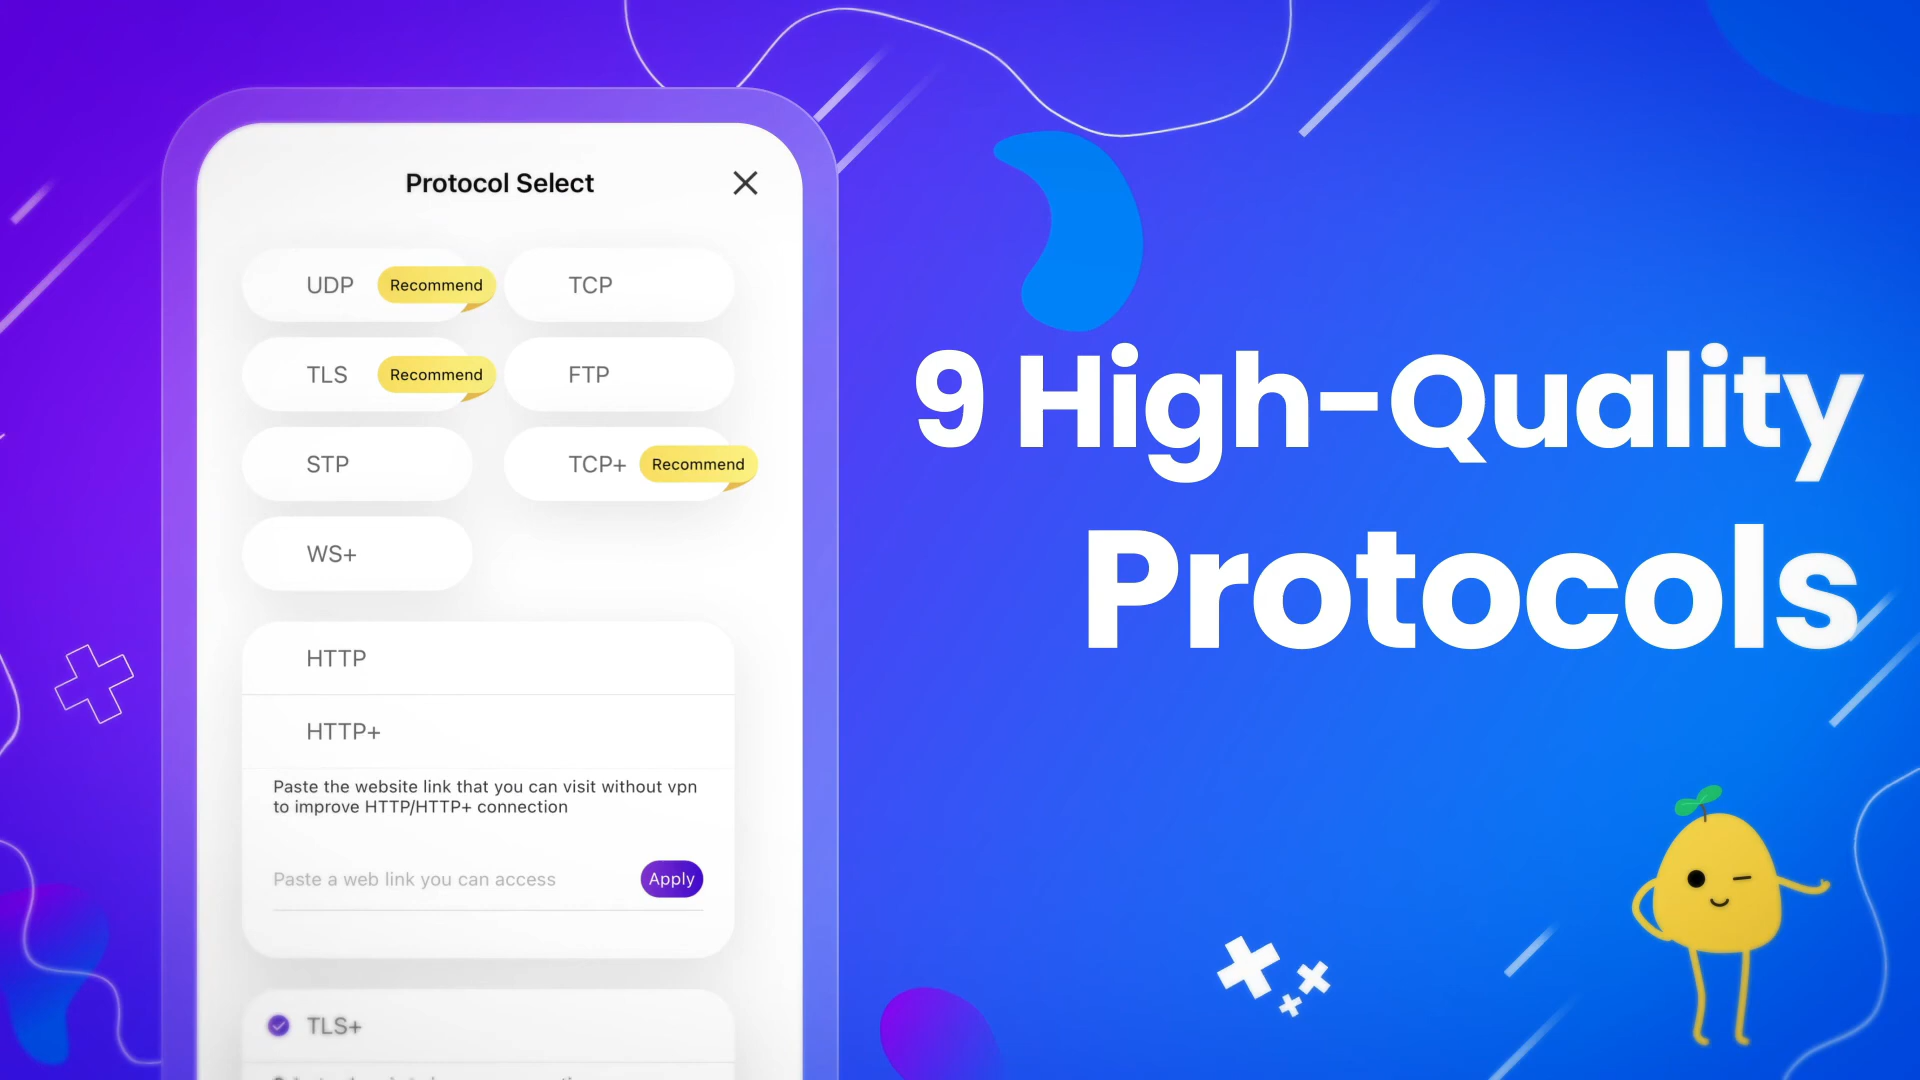 Protocol Select
UDP Recommend
TCP
TLS Recommend
FTP
STP
TCP+ Recommend
WS+
HTTP
HTTP+
Paste the website link that you can visit without vpn
to improve HTTP/HTTP+ connection
Paste a web link you can access
Apply
TLS+
9 High-Quality
Protocols